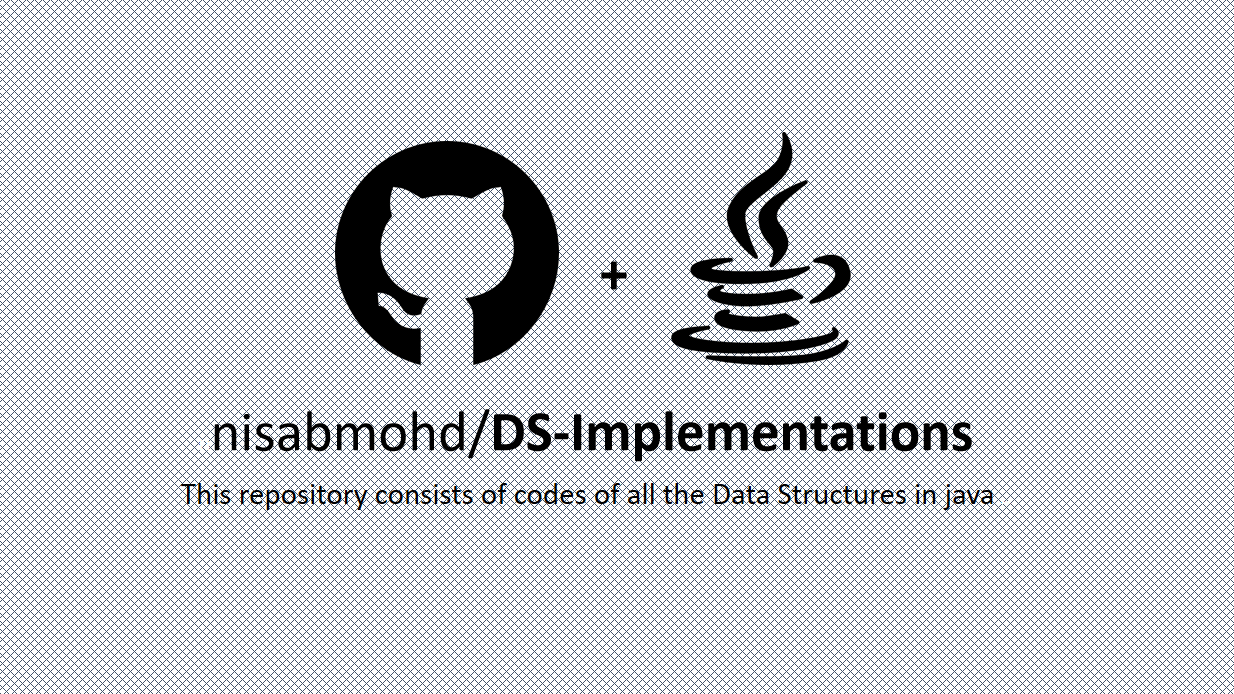 +
nisabmohd/DS-Implementations
This repository consists of codes of all the Data Structures in java